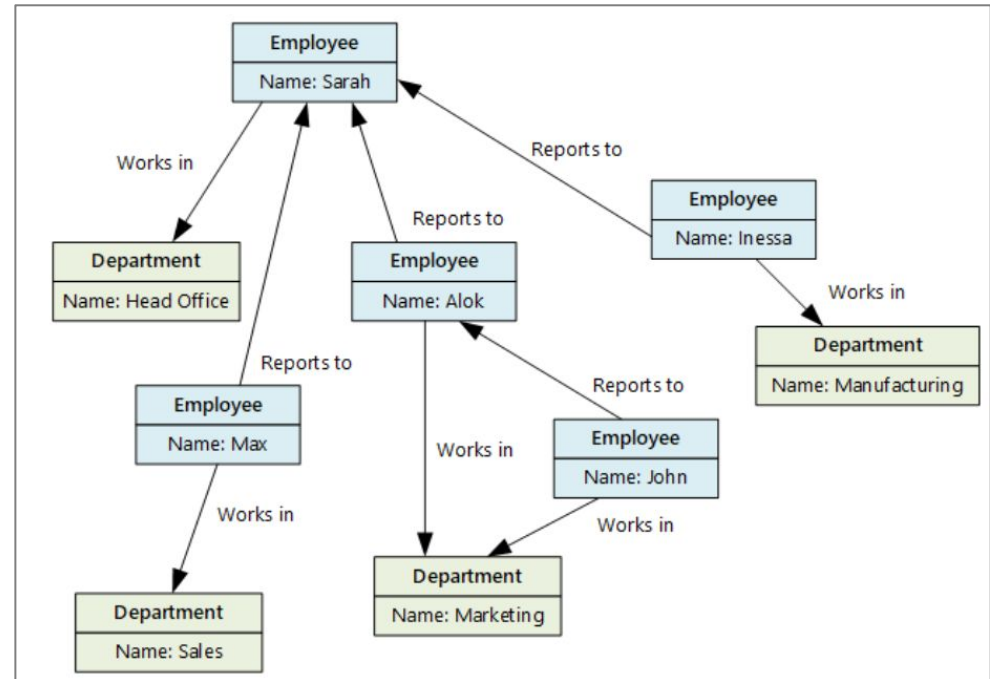 Employee
Name: Sarah
Works in
Reports to
Employee
Name: Inessa
Reports to
Department
Name: Head Office
Employee
Name: Alok
Works in
Department
Name: Manufacturing
Reports to
Employee
Name: Max
Reports to
Employee
Name: John
Works in
Works in
Works in
Department
Name: Marketing
Department
Name: Sales